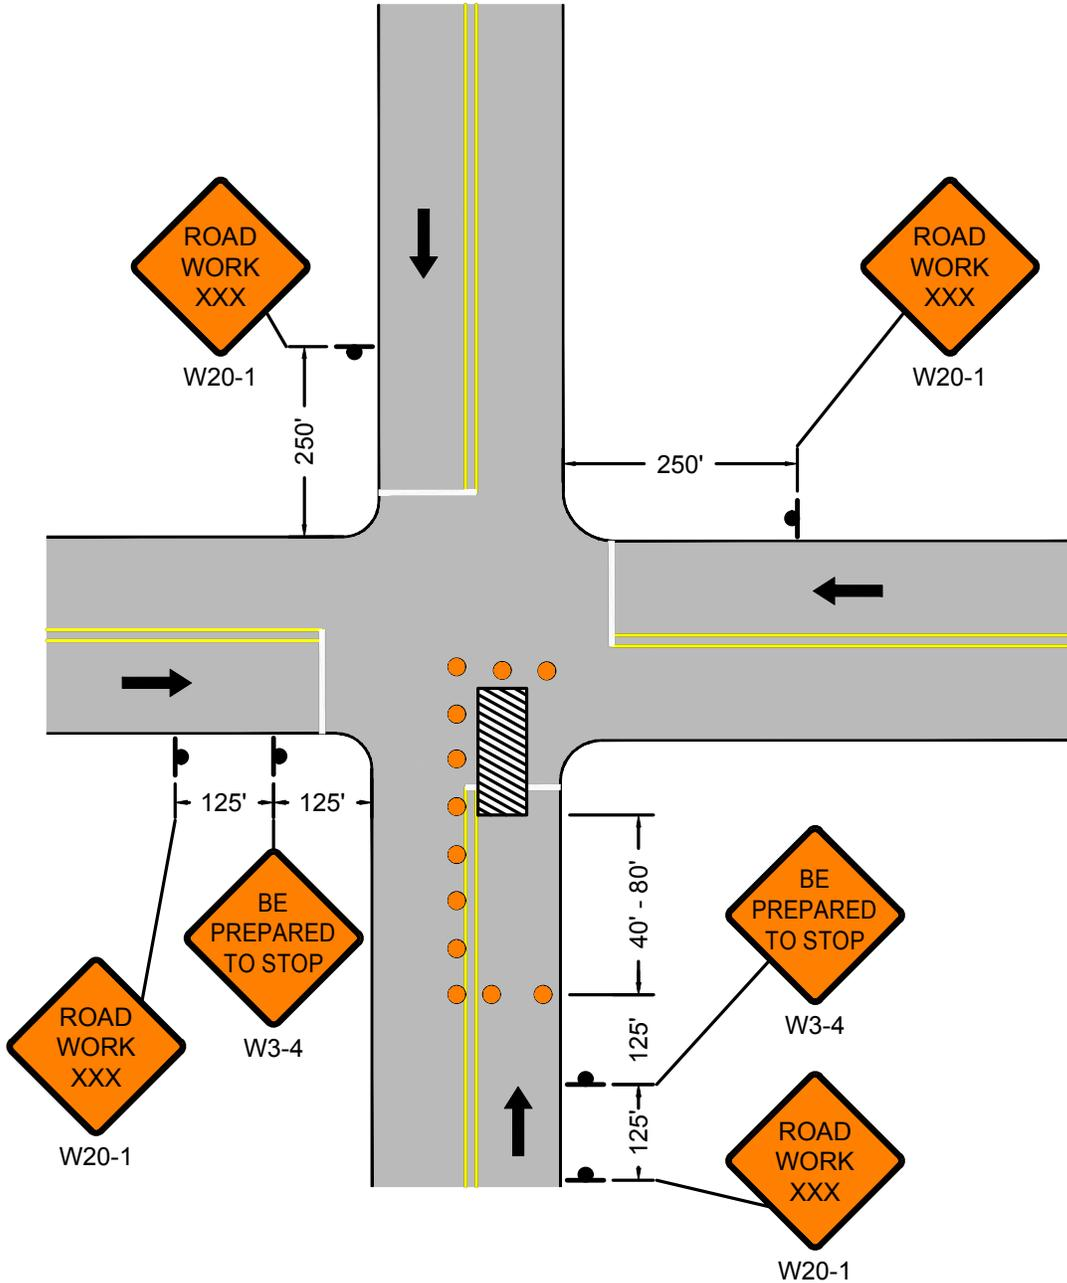 ROAD
WORK
XXX
W20-1
ROAD
WORK
XXX
W20-1
250'
250'
125'
125'
BE
PREPARED
TO STOP
W3-4
ROAD
WORK
XXX
W20-1
40' - 80'
BE
PREPARED
TO STOP
W3-4
125'
125'
ROAD
WORK
XXX
W20-1